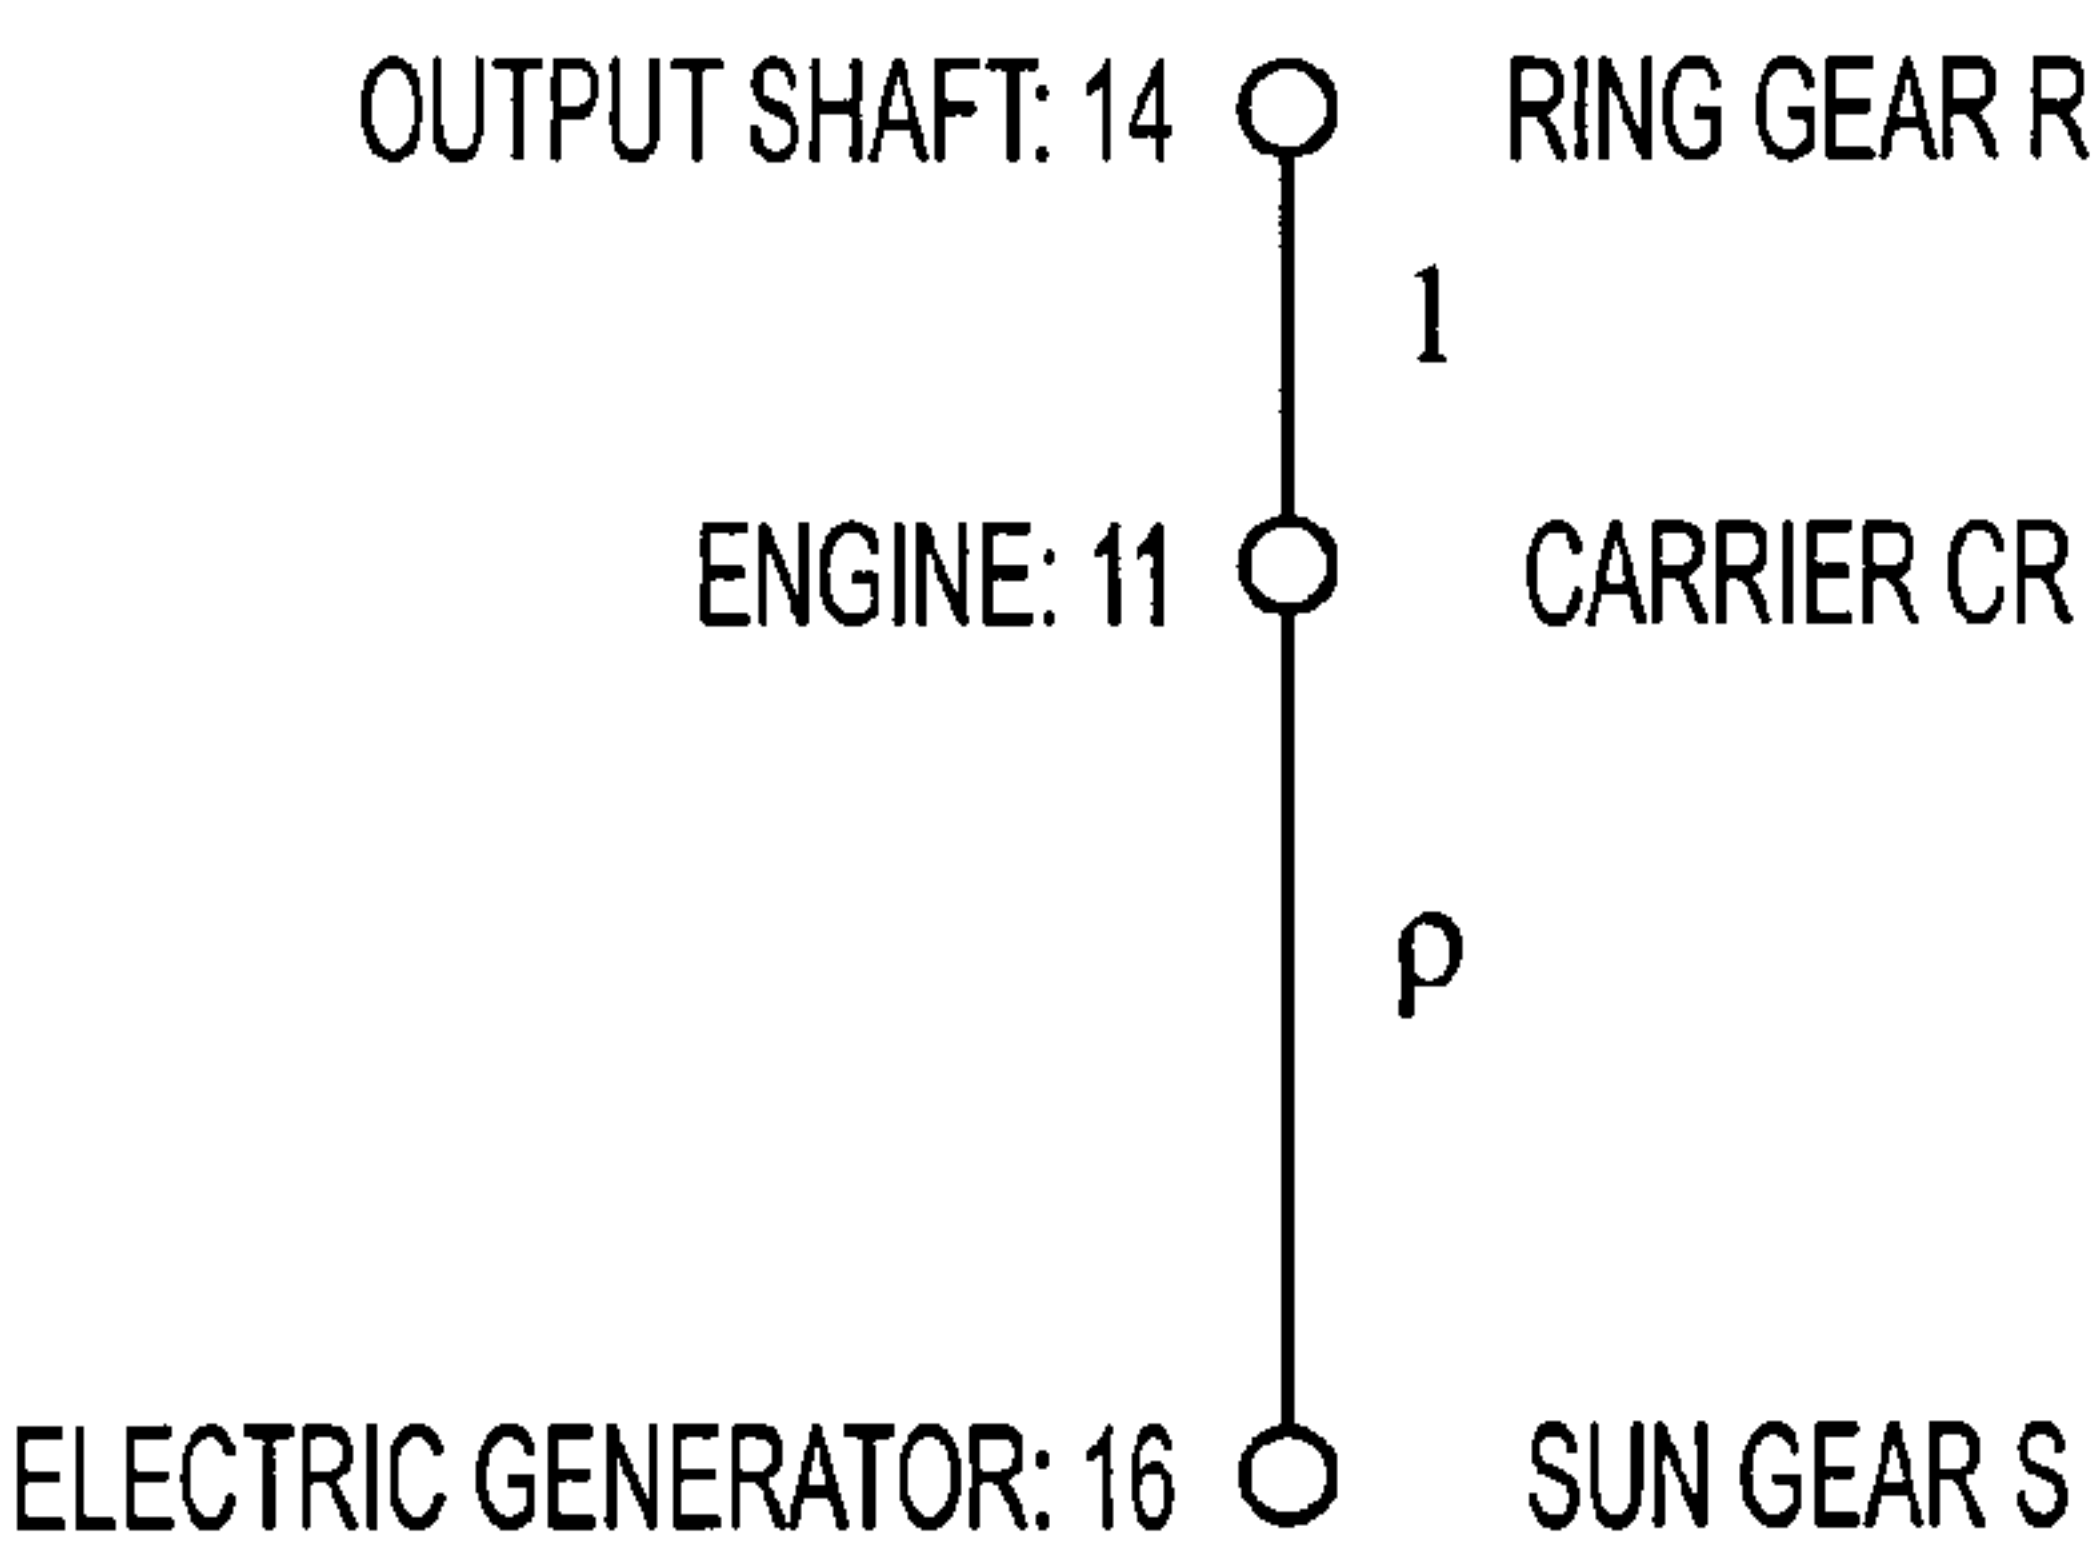 OUTPUT SHAFT: 14 RING GEAR R
1
ENGINE: 11 CARRIER CR
ρ
ELECTRIC GENERATOR: 16 SUN GEAR S